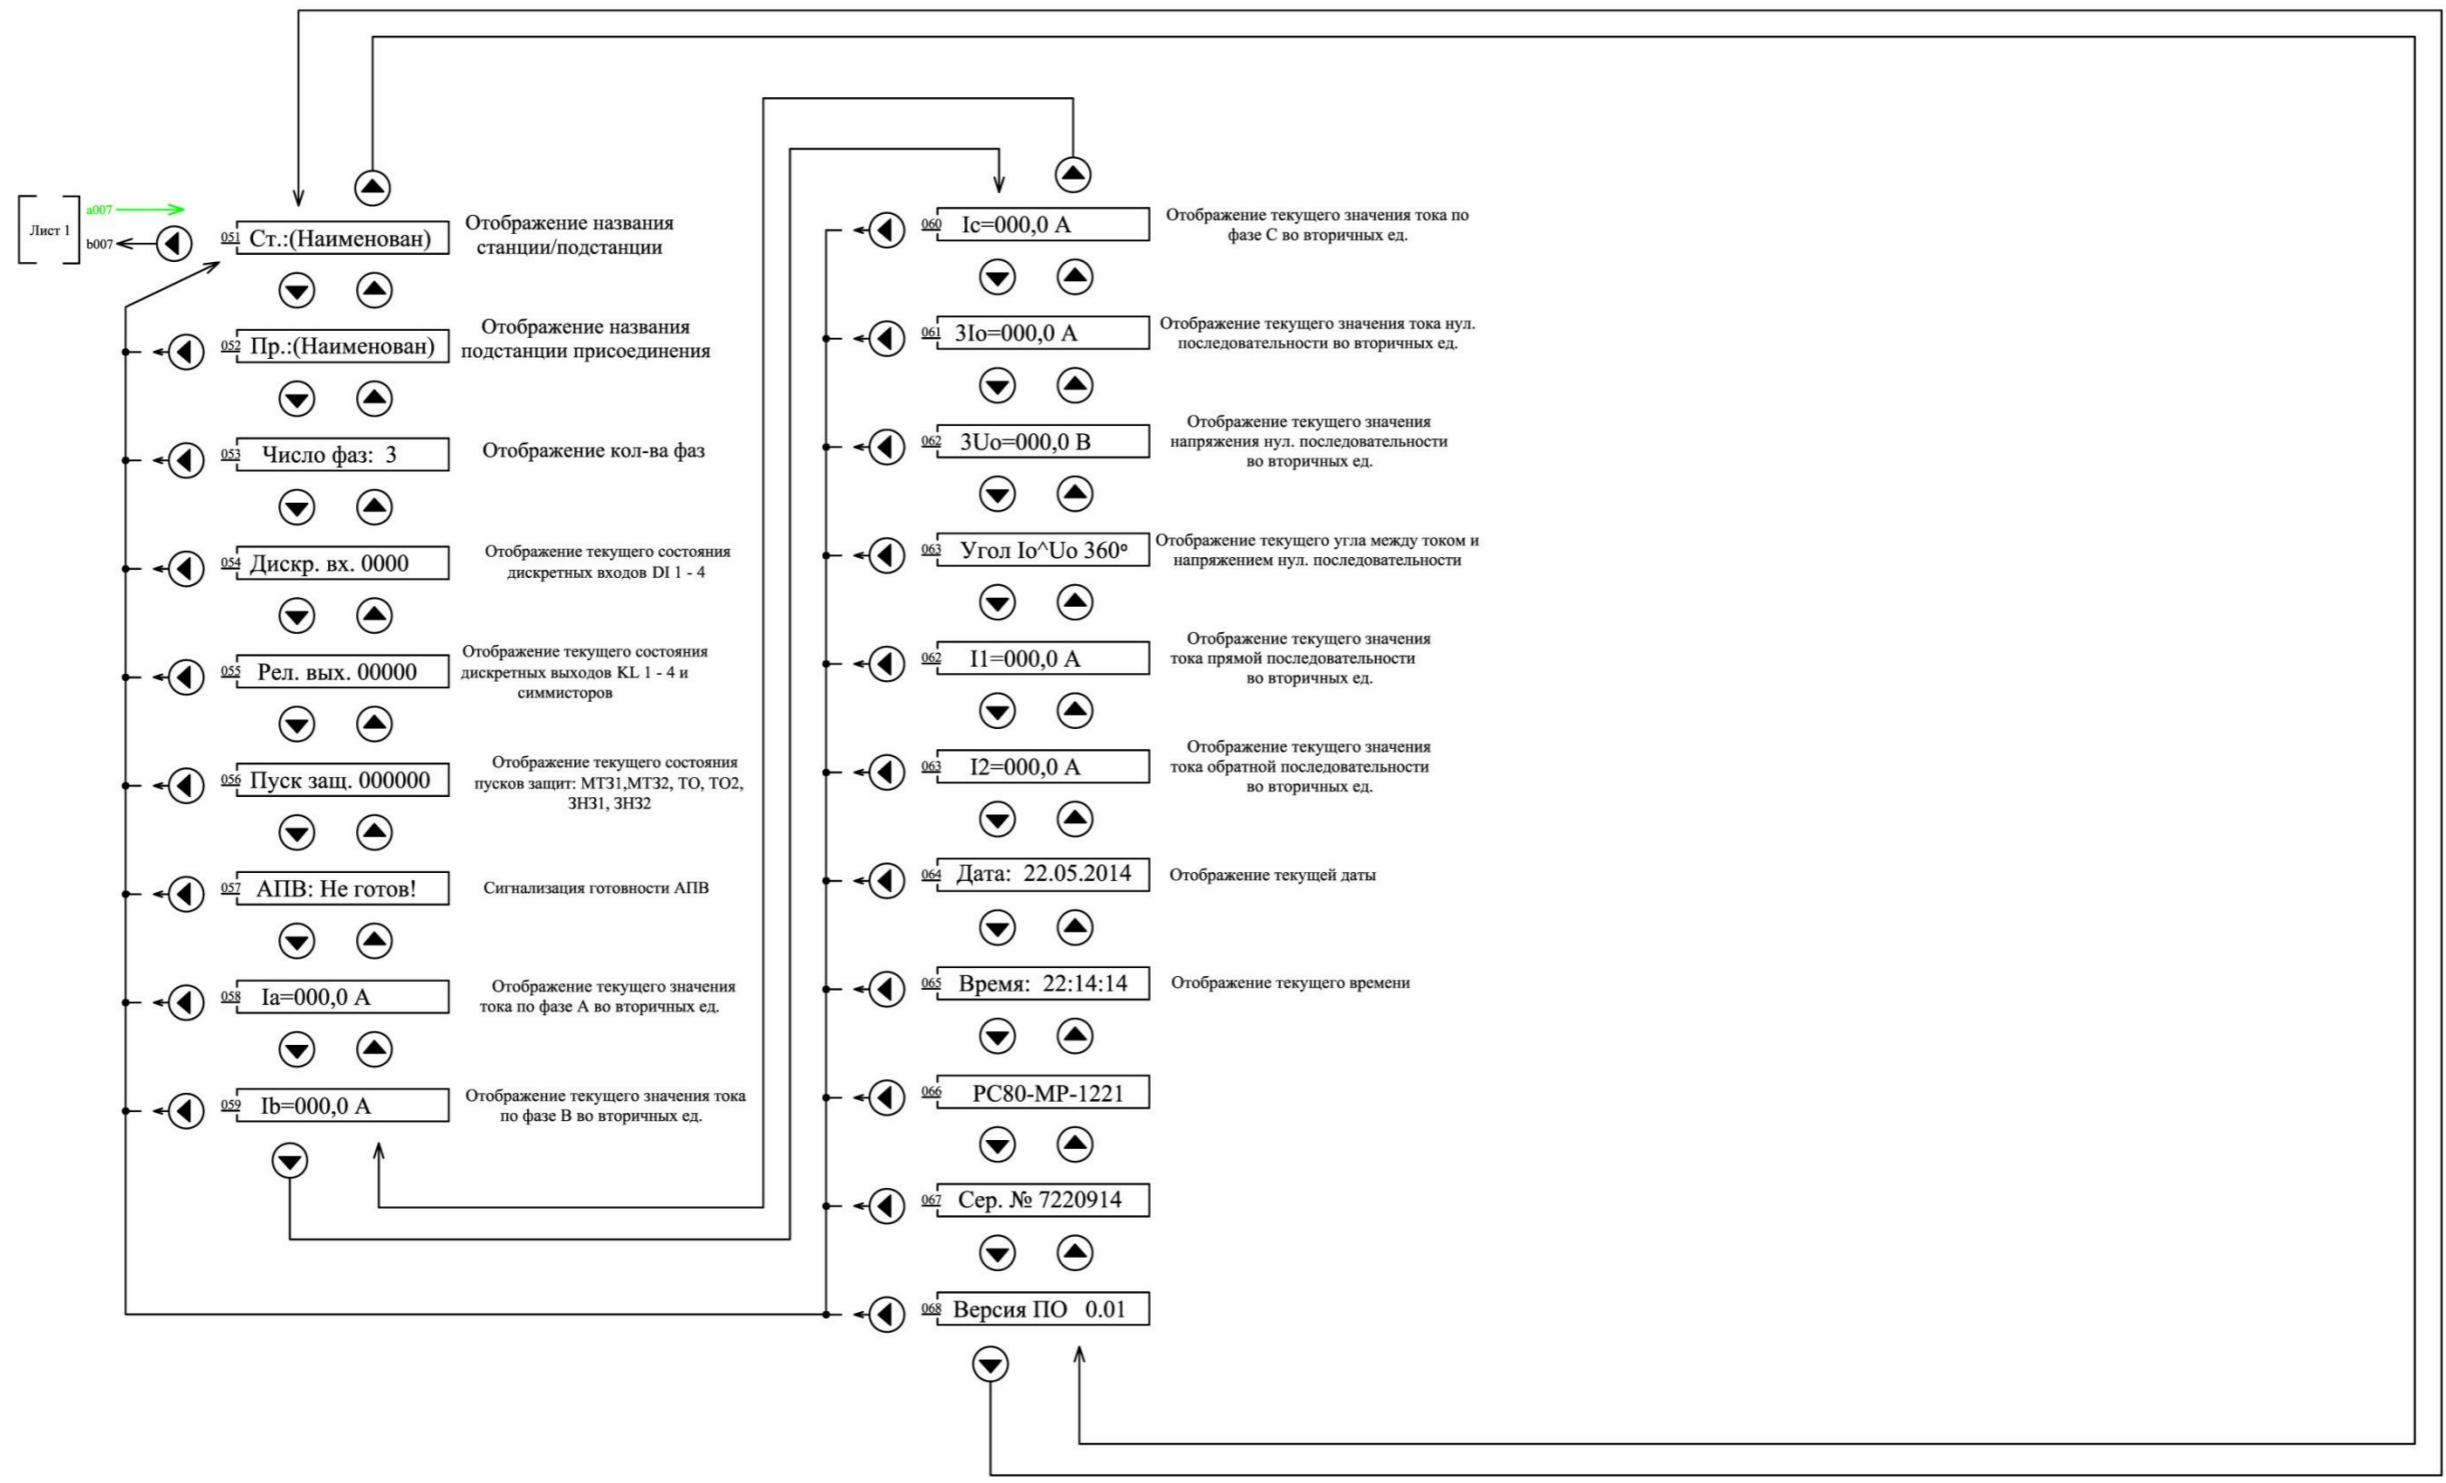 Лист 1
a007
b007
051 Ст.:(Наименован)
Отображение названия
станции/подстанции
052 Пр.:(Наименован)
Отображение названия
подстанции присоединения
053 Число фаз: 3
Отображение кол-ва фаз
054 Дискр. вх. 0000
Отображение текущего состояния
дискретных входов DI 1 - 4
055 Рел. вых. 00000
Отображение текущего состояния
дискретных выходов KL 1 - 4 и
симмисторов
056 Пуск защ. 000000
Отображение текущего состояния
пусков защит: МТЗ1,МТЗ2, ТО, ТО2,
ЗНЗ1, ЗНЗ2
057 АПВ: Не готов!
Сигнализация готовности АПВ
058 Ia=000,0 А
Отображение текущего значения
тока по фазе А во вторичных ед.
059 Ib=000,0 А
Отображение текущего значения тока
по фазе В во вторичных ед.
060 Ic=000,0 А
Отображение текущего значения тока по
фазе С во вторичных ед.
061 3Io=000,0 А
Отображение текущего значения тока нул.
последовательности во вторичных ед.
062 3Uo=000,0 В
Отображение текущего значения
напряжения нул. последовательности
во вторичных ед.
063 Угол Io^Uo 360°
Отображение текущего угла между током и
напряжением нул. последовательности
062 I1=000,0 А
Отображение текущего значения
тока прямой последовательности
во вторичных ед.
063 I2=000,0 А
Отображение текущего значения
тока обратной последовательности
во вторичных ед.
064 Дата: 22.05.2014
Отображение текущей даты
065 Время: 22:14:14
Отображение текущего времени
066 РС80-МР-1221
067 Сер. № 7220914
068 Версия ПО 0.01